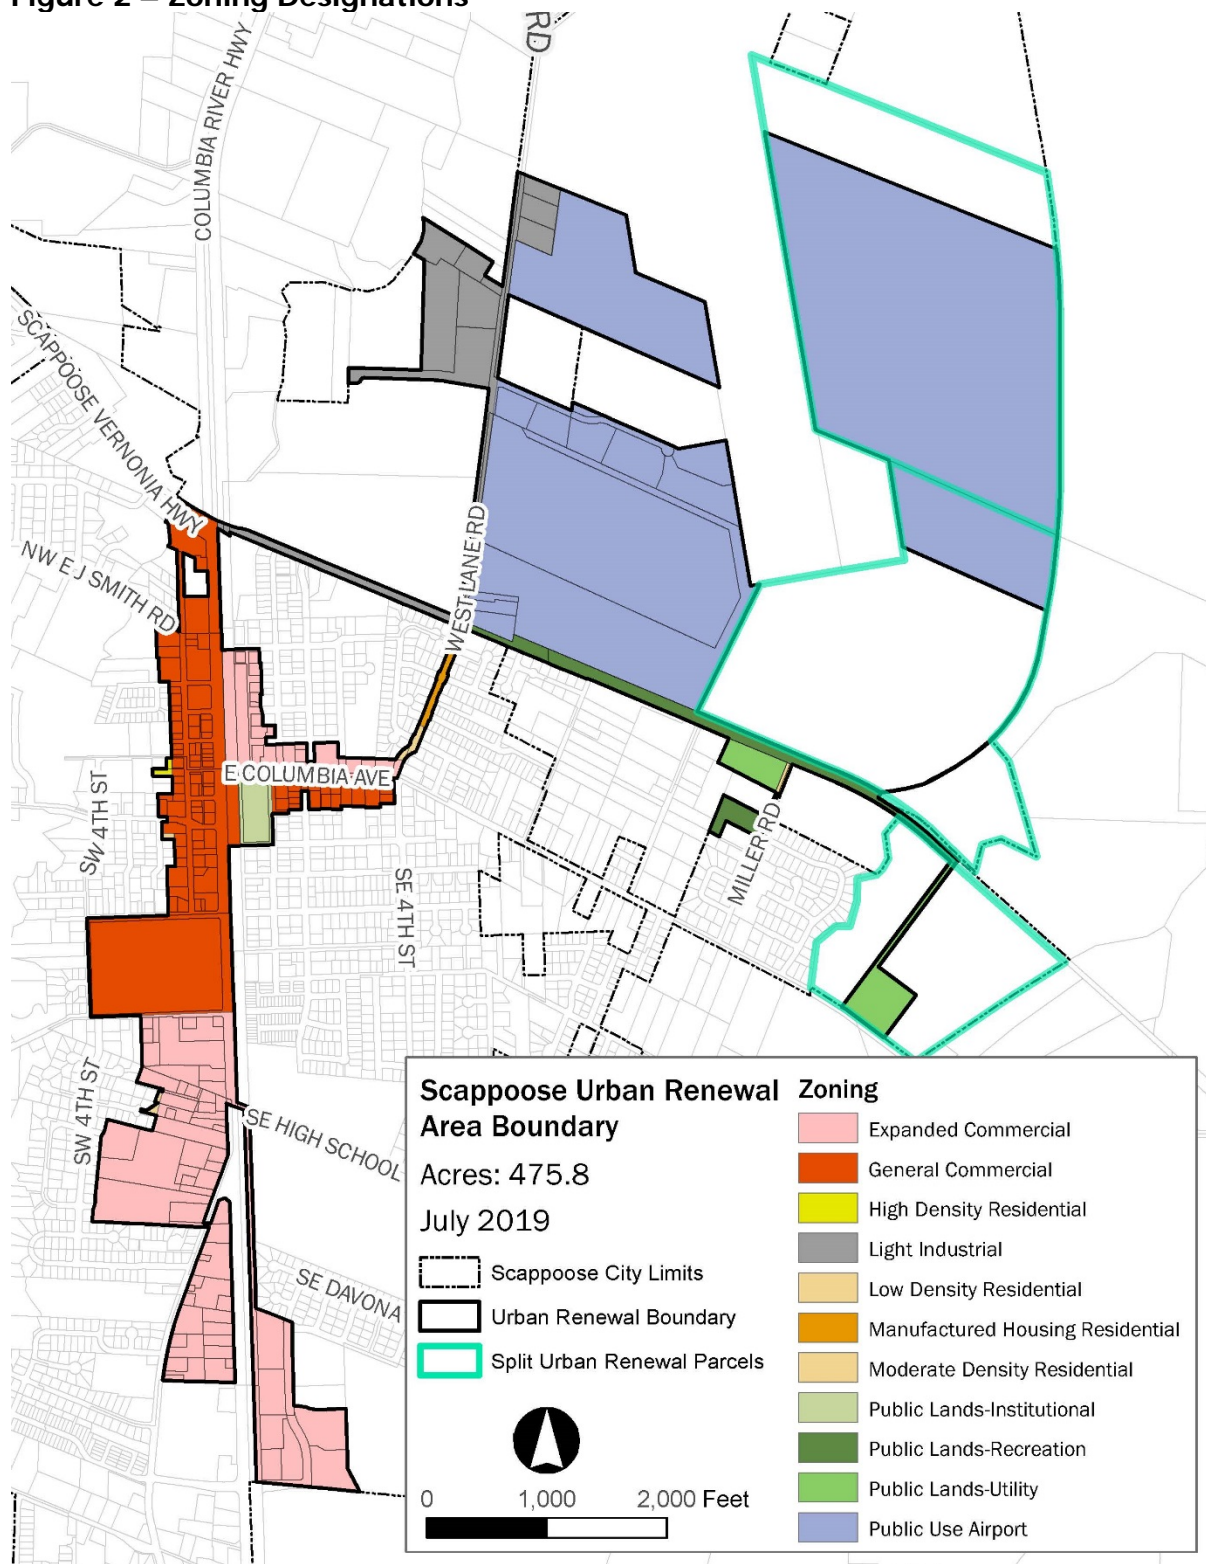 Figure 2 – Zoning Designations
RD
COLUMBIA RIVER HWY
SCAPPOOSE VERNONIA HWY
NW E J SMITH RD
WEST LANE RD
E COLUMBIA AVE
SW 4TH ST
SE 4TH ST
MILLER RD
SW 4TH ST
SE HIGH SCHOOL
SE DAVONA
Scappoose Urban Renewal
Area Boundary
Acres: 475.8
July 2019
Scappoose City Limits
Urban Renewal Boundary
Split Urban Renewal Parcels
0 1,000 2,000 Feet
Zoning
Expanded Commercial
General Commercial
High Density Residential
Light Industrial
Low Density Residential
Manufactured Housing Residential
Moderate Density Residential
Public Lands-Institutional
Public Lands-Recreation
Public Lands-Utility
Public Use Airport